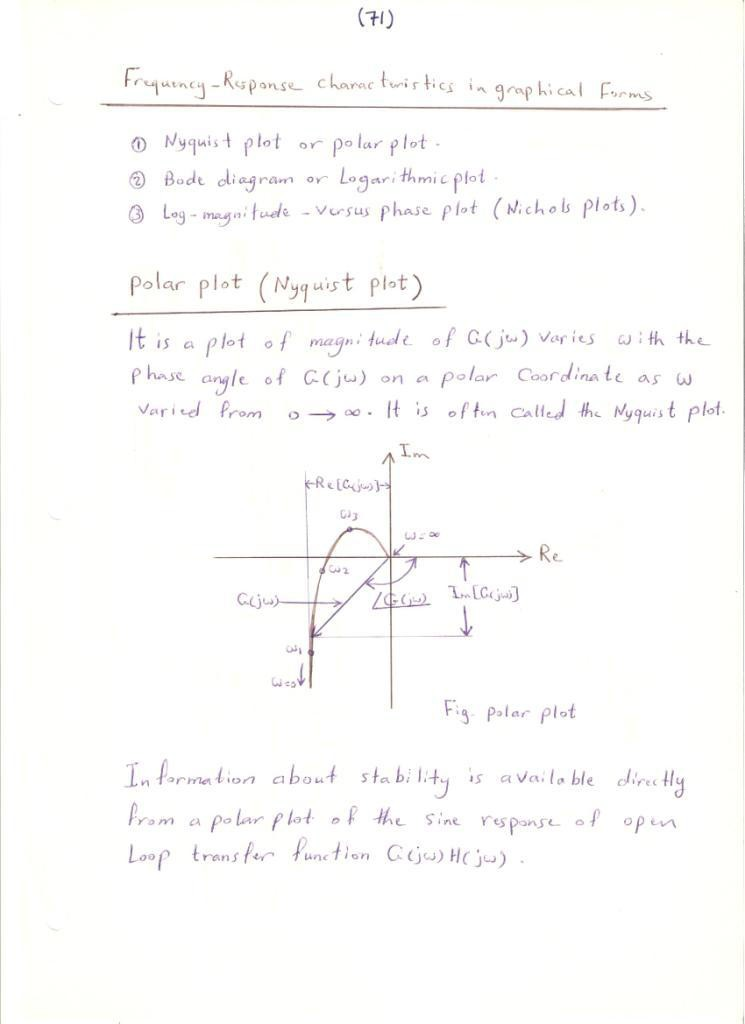 (71)
Frequency-Response characteristics in graphical Forms
① Nyquist plot or polar plot.
② Bode diagram or Logarithmic plot.
③ Log-magnitude-versus phase plot (Nichols plots).
Polar plot (Nyquist plot)
It is a plot of magnitude of G(jω) varies with the
phase angle of G(jω) on a polar Coordinate as ω
varied from 0 → ∞. It is often called the Nyquist plot.
Im
Re[G(jω)]
ω3
ω=∞
Re
ω2
G(jω)
∠G(jω)
Im[G(jω)]
ω1
ω=0
Fig. polar plot
Information about stability is available directly
from a polar plot of the sine response of open
Loop transfer function G(jω)H(jω).